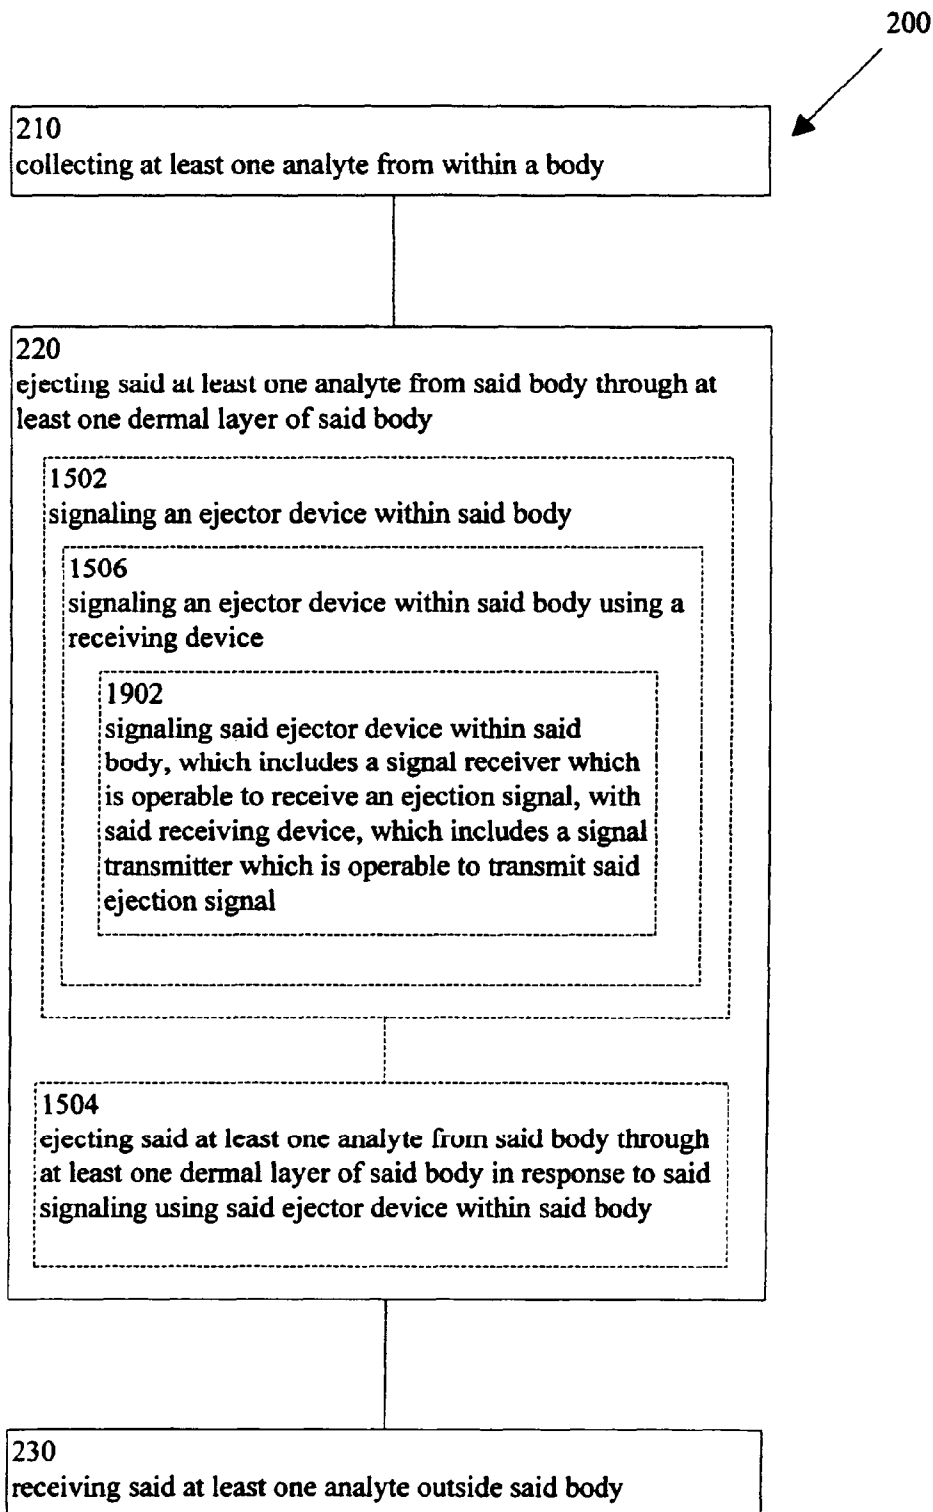 200
210
collecting at least one analyte from within a body
220
ejecting said at least one analyte from said body through at
least one dermal layer of said body
1502
signaling an ejector device within said body
1506
signaling an ejector device within said body using a
receiving device
1902
signaling said ejector device within said
body, which includes a signal receiver which
is operable to receive an ejection signal, with
said receiving device, which includes a signal
transmitter which is operable to transmit said
ejection signal
1504
ejecting said at least one analyte from said body through
at least one dermal layer of said body in response to said
signaling using said ejector device within said body
230
receiving said at least one analyte outside said body